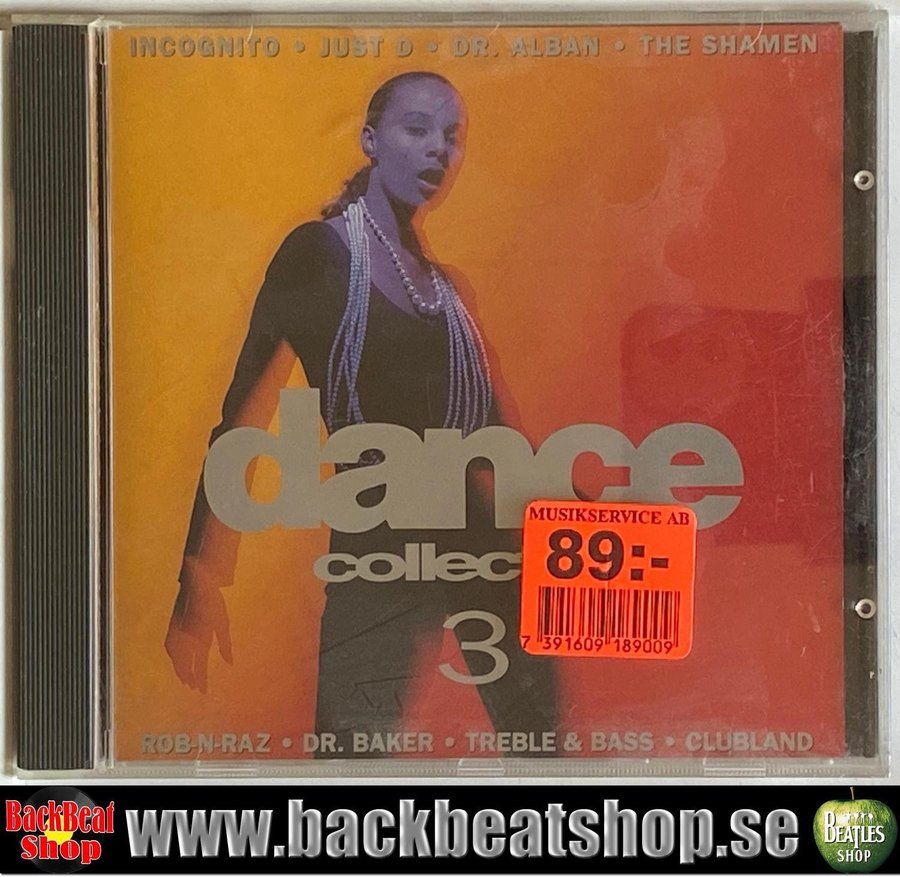 INCOGNITO • JUST D • DR. ALBAN • THE SHAMEN
dance
collec
3
MUSIKSERVICE AB
89:-
7 391609 189009
ROB-N-RAZ • DR. BAKER • TREBLE & BASS • CLUBLAND
BackBeat
Shop
www.backbeatshop.se
BEATLES
SHOP